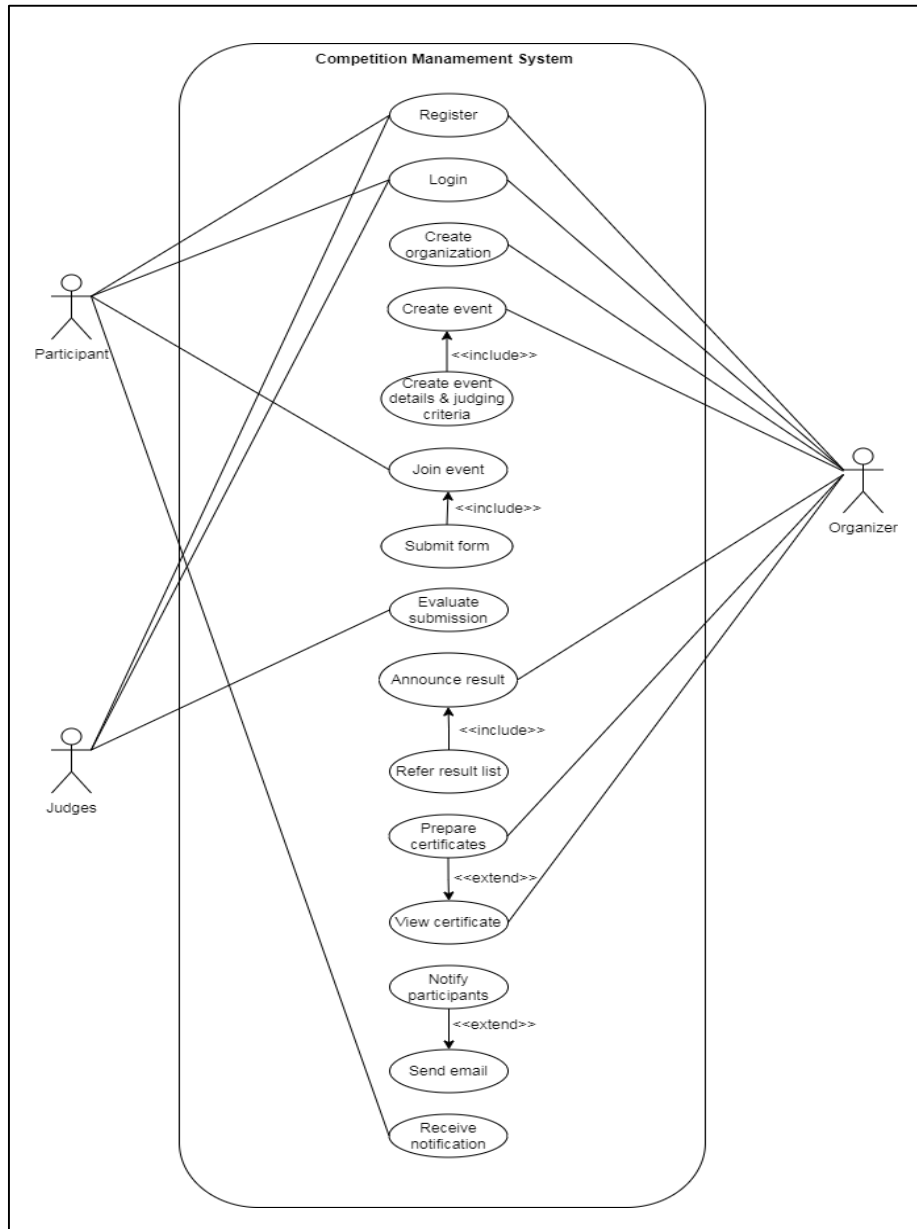 Competition Manamement System
Register
Login
Create
organization
Participant
Create event
<<include>>
Create event
details & judging
criteria
Join event
<<include>>
Organizer
Submit form
Evaluate
submission
Announce result
<<include>>
Judges
Refer result list
Prepare
certificates
<<extend>>
View certificate
Notify
participants
<<extend>>
Send email
Receive
notification